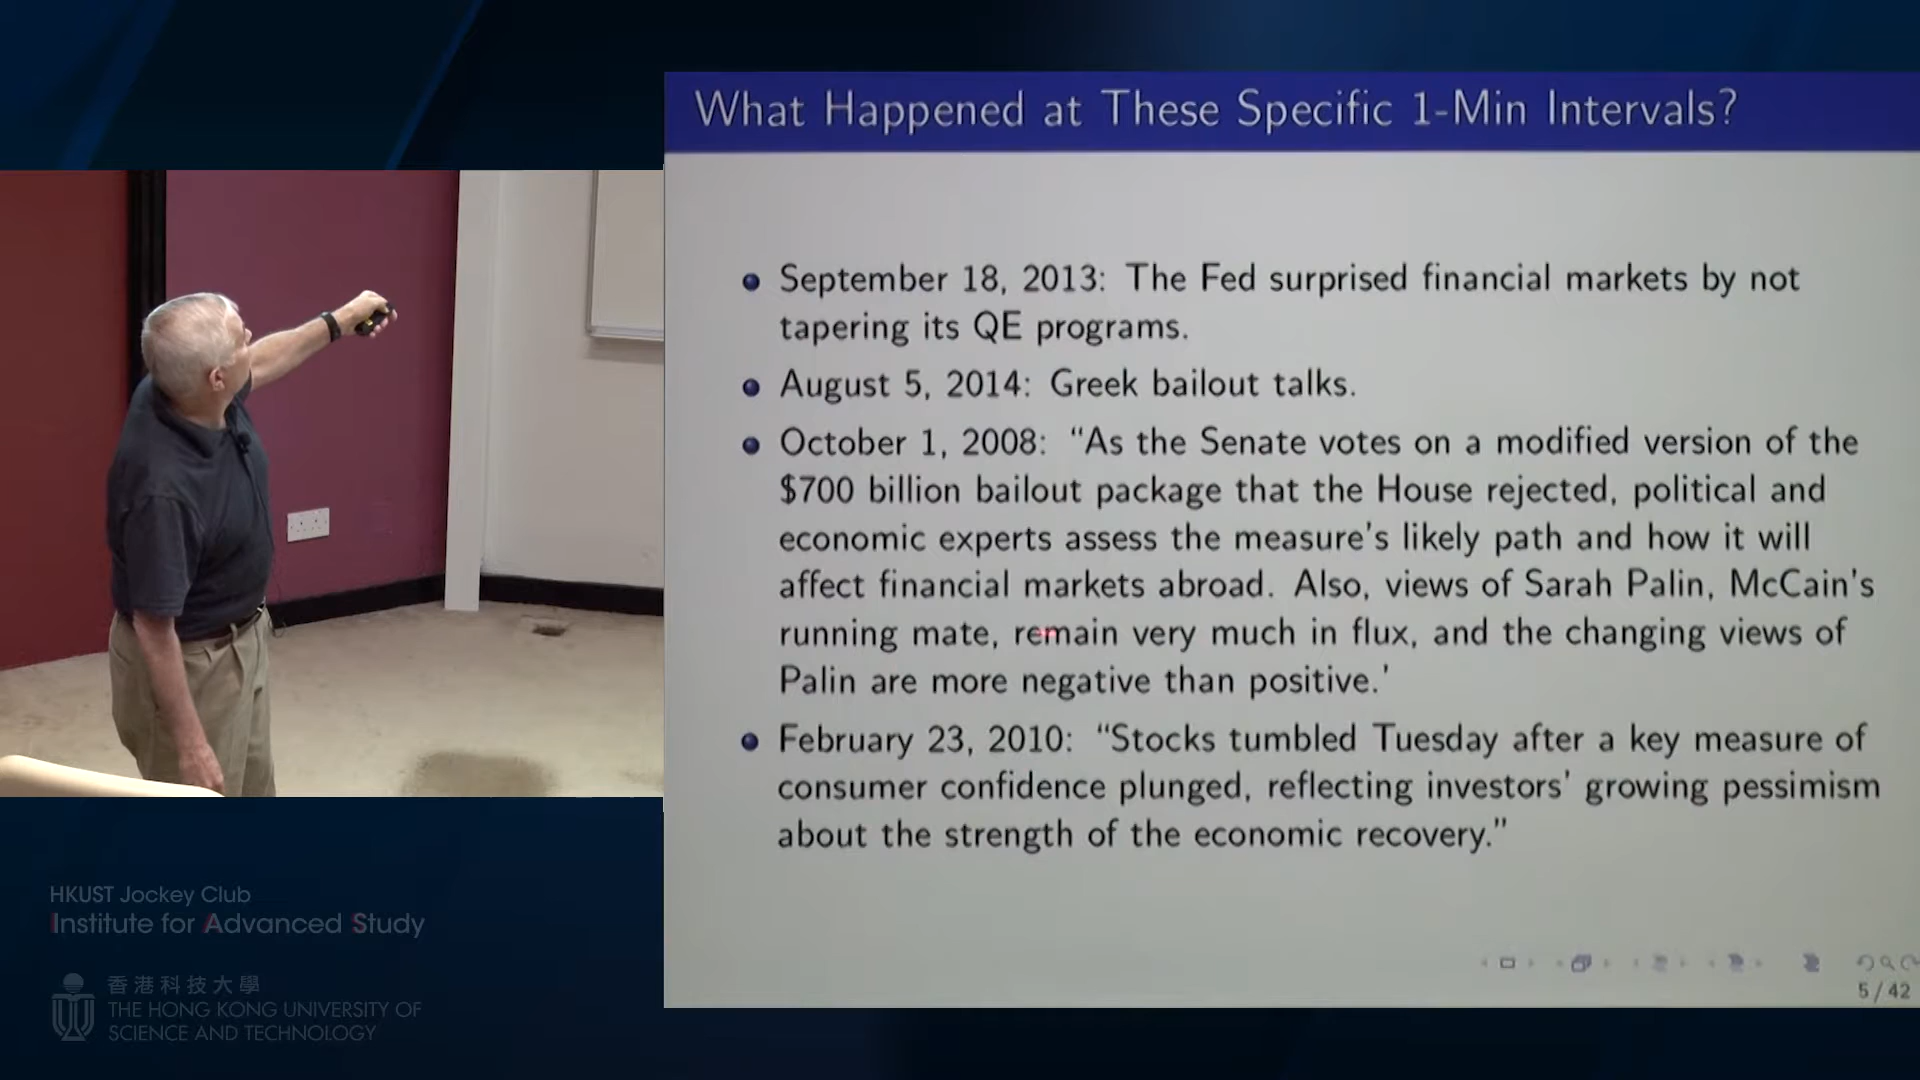 What Happened at These Specific 1-Min Intervals?
September 18, 2013: The Fed surprised financial markets by not
tapering its QE programs.
August 5, 2014: Greek bailout talks.
October 1, 2008: “As the Senate votes on a modified version of the
$700 billion bailout package that the House rejected, political and
economic experts assess the measure's likely path and how it will
affect financial markets abroad. Also, views of Sarah Palin, McCain's
running mate, remain very much in flux, and the changing views of
Palin are more negative than positive.'
February 23, 2010: “Stocks tumbled Tuesday after a key measure of
consumer confidence plunged, reflecting investors' growing pessimism
about the strength of the economic recovery.”
5 / 42
HKUST Jockey Club
Institute for Advanced Study
香港科技大學
THE HONG KONG UNIVERSITY OF
SCIENCE AND TECHNOLOGY